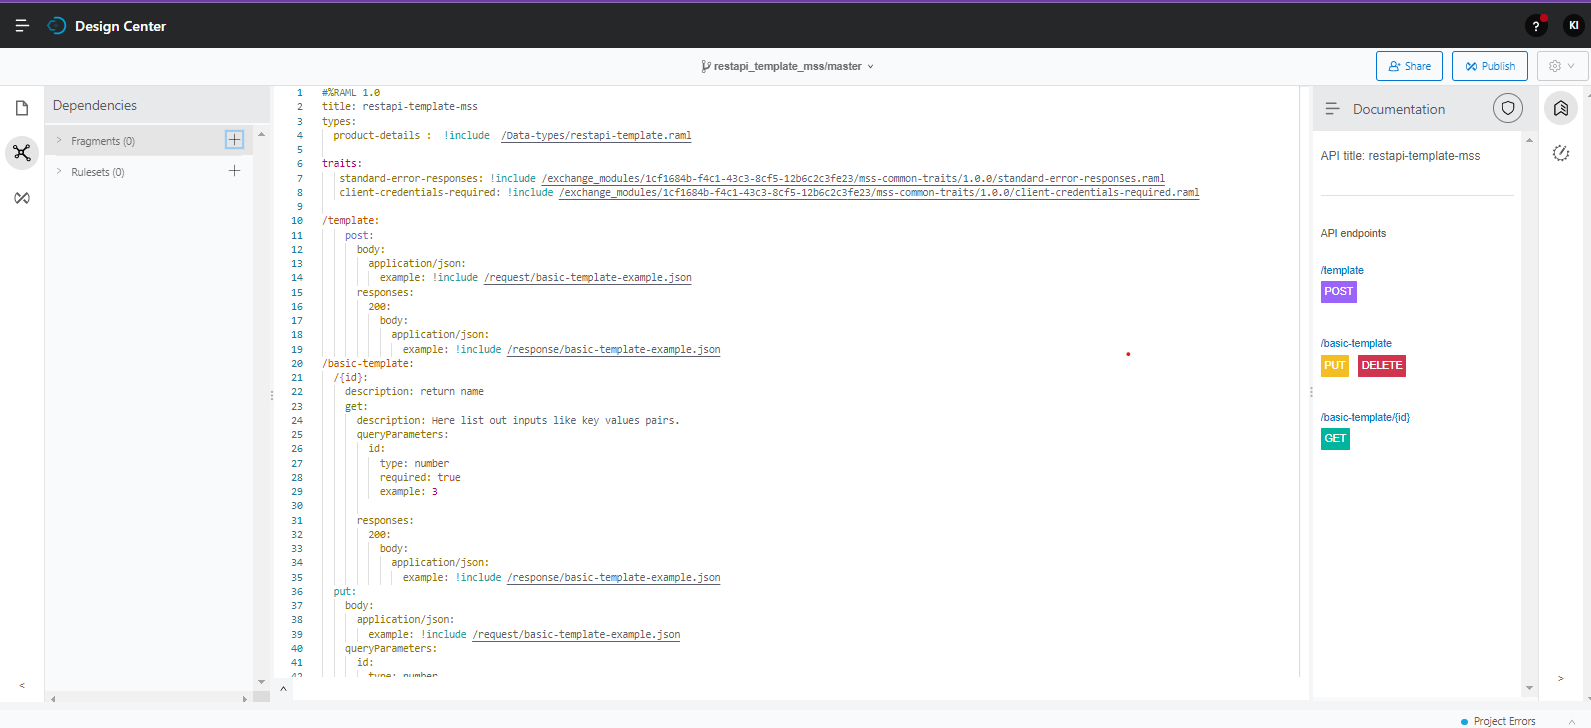 Design Center
?
KI
restapi_template_mss/master
Share
Publish
Dependencies
Fragments (0)
Rulesets (0)
1 #%RAML 1.0
2 title: restapi-template-mss
3 types:
4 product-details : !include /Data-types/restapi-template.raml
5
6 traits:
7 standard-error-responses: !include /exchange_modules/1cf1684b-f4c1-43c3-8cf5-12b6c2c3fe23/mss-common-traits/1.0.0/standard-error-responses.raml
8 client-credentials-required: !include /exchange_modules/1cf1684b-f4c1-43c3-8cf5-12b6c2c3fe23/mss-common-traits/1.0.0/client-credentials-required.raml
9
10 /template:
11 post:
12 body:
13 application/json:
14 example: !include /request/basic-template-example.json
15 responses:
16 200:
17 body:
18 application/json:
19 example: !include /response/basic-template-example.json
20 /basic-template:
21 /{id}:
22 description: return name
23 get:
24 description: Here list out inputs like key values pairs.
25 queryParameters:
26 id:
27 type: number
28 required: true
29 example: 3
30
31 responses:
32 200:
33 body:
34 application/json:
35 example: !include /response/basic-template-example.json
36 put:
37 body:
38 application/json:
39 example: !include /request/basic-template-example.json
40 queryParameters:
41 id:
42 type: number
Documentation
API title: restapi-template-mss
API endpoints
/template
POST
/basic-template
PUT DELETE
/basic-template/{id}
GET
Project Errors